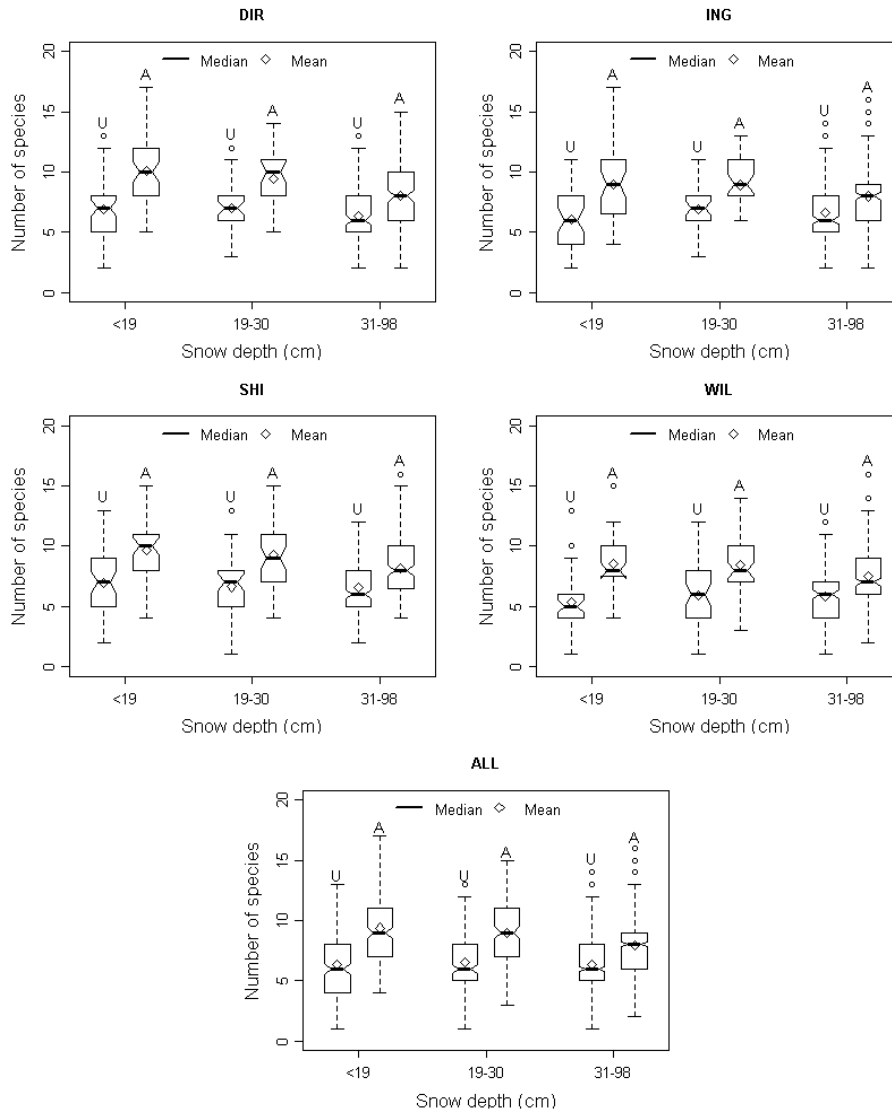 DIR
Median Mean
U A U A U A
0 5 10 15 20
Number of species
<19 19-30 31-98
Snow depth (cm)
ING
Median Mean
U A U A U A
0 5 10 15 20
Number of species
<19 19-30 31-98
Snow depth (cm)
SHI
Median Mean
U A U A U A
0 5 10 15 20
Number of species
<19 19-30 31-98
Snow depth (cm)
WIL
Median Mean
U A U A U A
0 5 10 15 20
Number of species
<19 19-30 31-98
Snow depth (cm)
ALL
Median Mean
U A U A U A
0 5 10 15 20
Number of species
<19 19-30 31-98
Snow depth (cm)